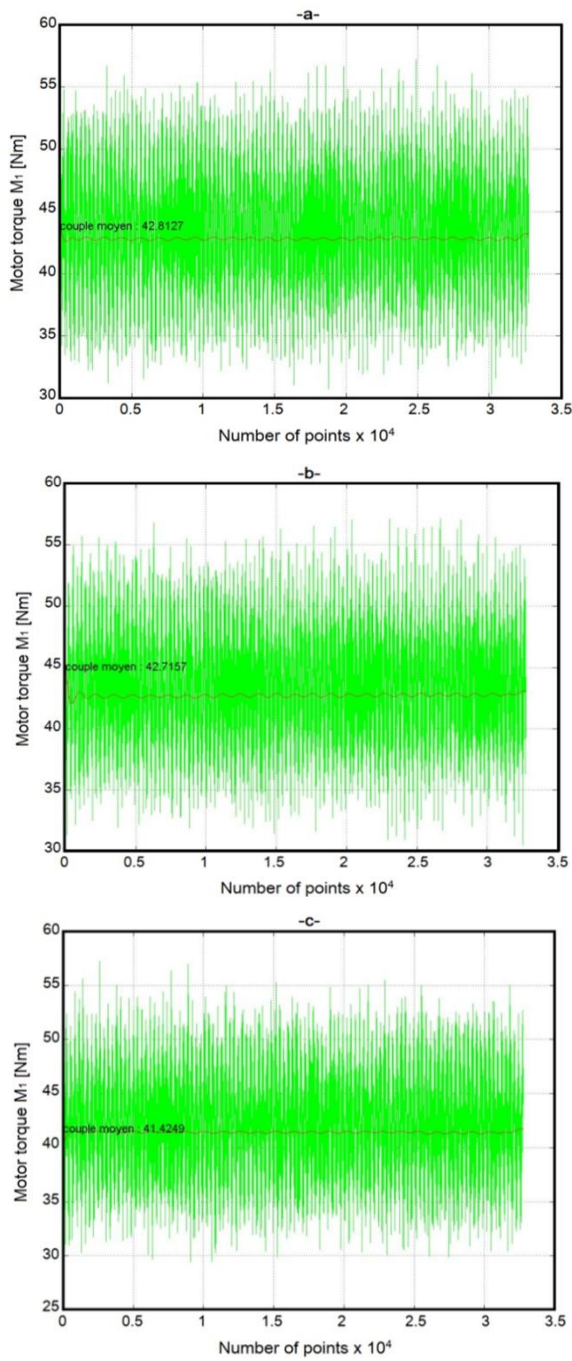 -a-
60
55
50
45
40
35
30
Motor torque M₁ [Nm]
couple moyen : 42.8127
0 0.5 1 1.5 2 2.5 3 3.5
Number of points x 10⁴
-b-
60
55
50
45
40
35
30
Motor torque M₁ [Nm]
couple moyen : 42.7157
0 0.5 1 1.5 2 2.5 3 3.5
Number of points x 10⁴
-c-
60
55
50
45
40
35
30
25
Motor torque M₁ [Nm]
couple moyen : 41.4249
0 0.5 1 1.5 2 2.5 3 3.5
Number of points x 10⁴